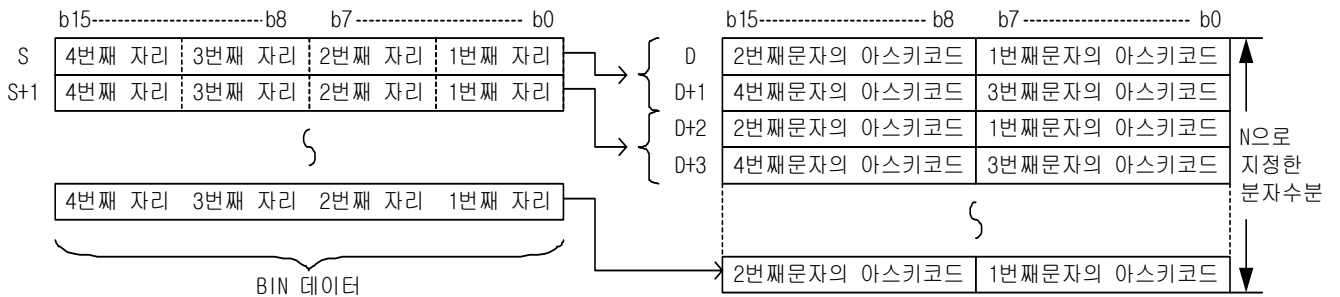 b15------------------------b8 b7------------------------ b0
b15------------------------b8 b7------------------------ b0
S 4번째 자리 3번째 자리 2번째 자리 1번째 자리
D 2번째문자의 아스키코드 1번째문자의 아스키코드
S+1 4번째 자리 3번째 자리 2번째 자리 1번째 자리
D+1 4번째문자의 아스키코드 3번째문자의 아스키코드
D+2 2번째문자의 아스키코드 1번째문자의 아스키코드
D+3 4번째문자의 아스키코드 3번째문자의 아스키코드
N으로
지정한
분자수분
4번째 자리 3번째 자리 2번째 자리 1번째 자리
BIN 데이터
2번째문자의 아스키코드 1번째문자의 아스키코드